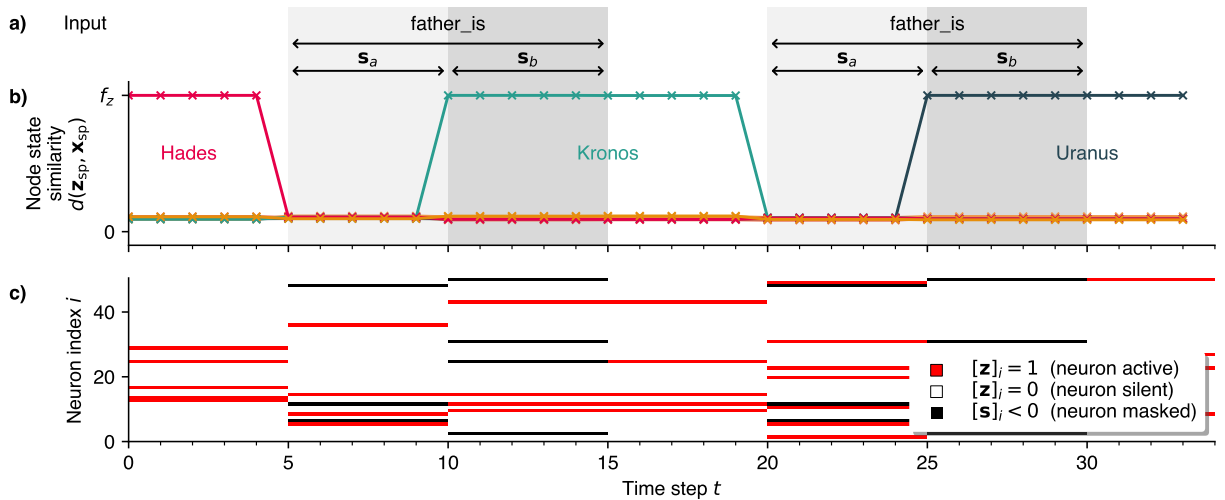 a) Input father_is father_is
s_a s_b s_a s_b
b)
Node state
similarity
d(z_sp, x_sp)
f_z
0
Hades Kronos Uranus
c)
Neuron index i
40
20
0
[z]_i = 1 (neuron active)
[z]_i = 0 (neuron silent)
[s]_i < 0 (neuron masked)
0 5 10 15 20 25 30
Time step t